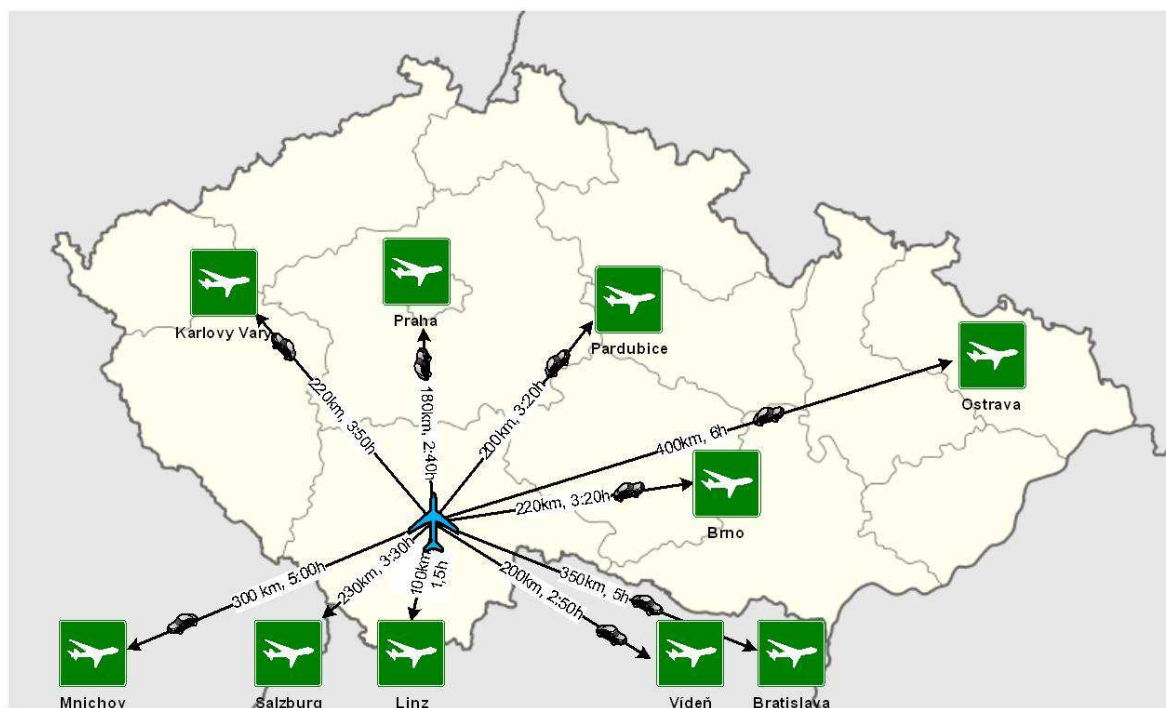 Karlovy Vary
Praha
Pardubice
Ostrava
220km, 3:50h
180km, 2:40h
200km, 3:20h
400km, 6h
220km, 3:20h
Brno
300 km, 5:00h
230km, 3:30h
100km
1,5h
200km, 2:50h
350km, 5h
Mnichov
Salzburg
Linz
Vídeň
Bratislava